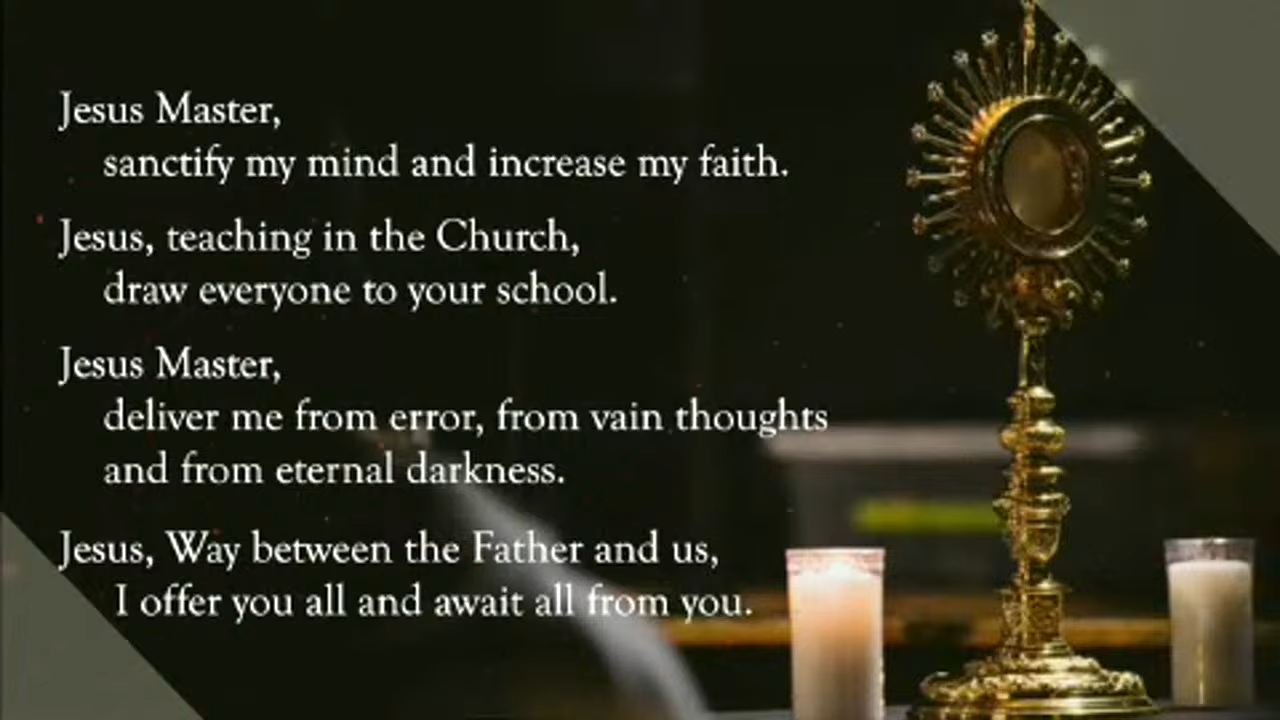 Jesus Master,
sanctify my mind and increase my faith.
Jesus, teaching in the Church,
draw everyone to your school.
Jesus Master,
deliver me from error, from vain thoughts
and from eternal darkness.
Jesus, Way between the Father and us,
I offer you all and await all from you.